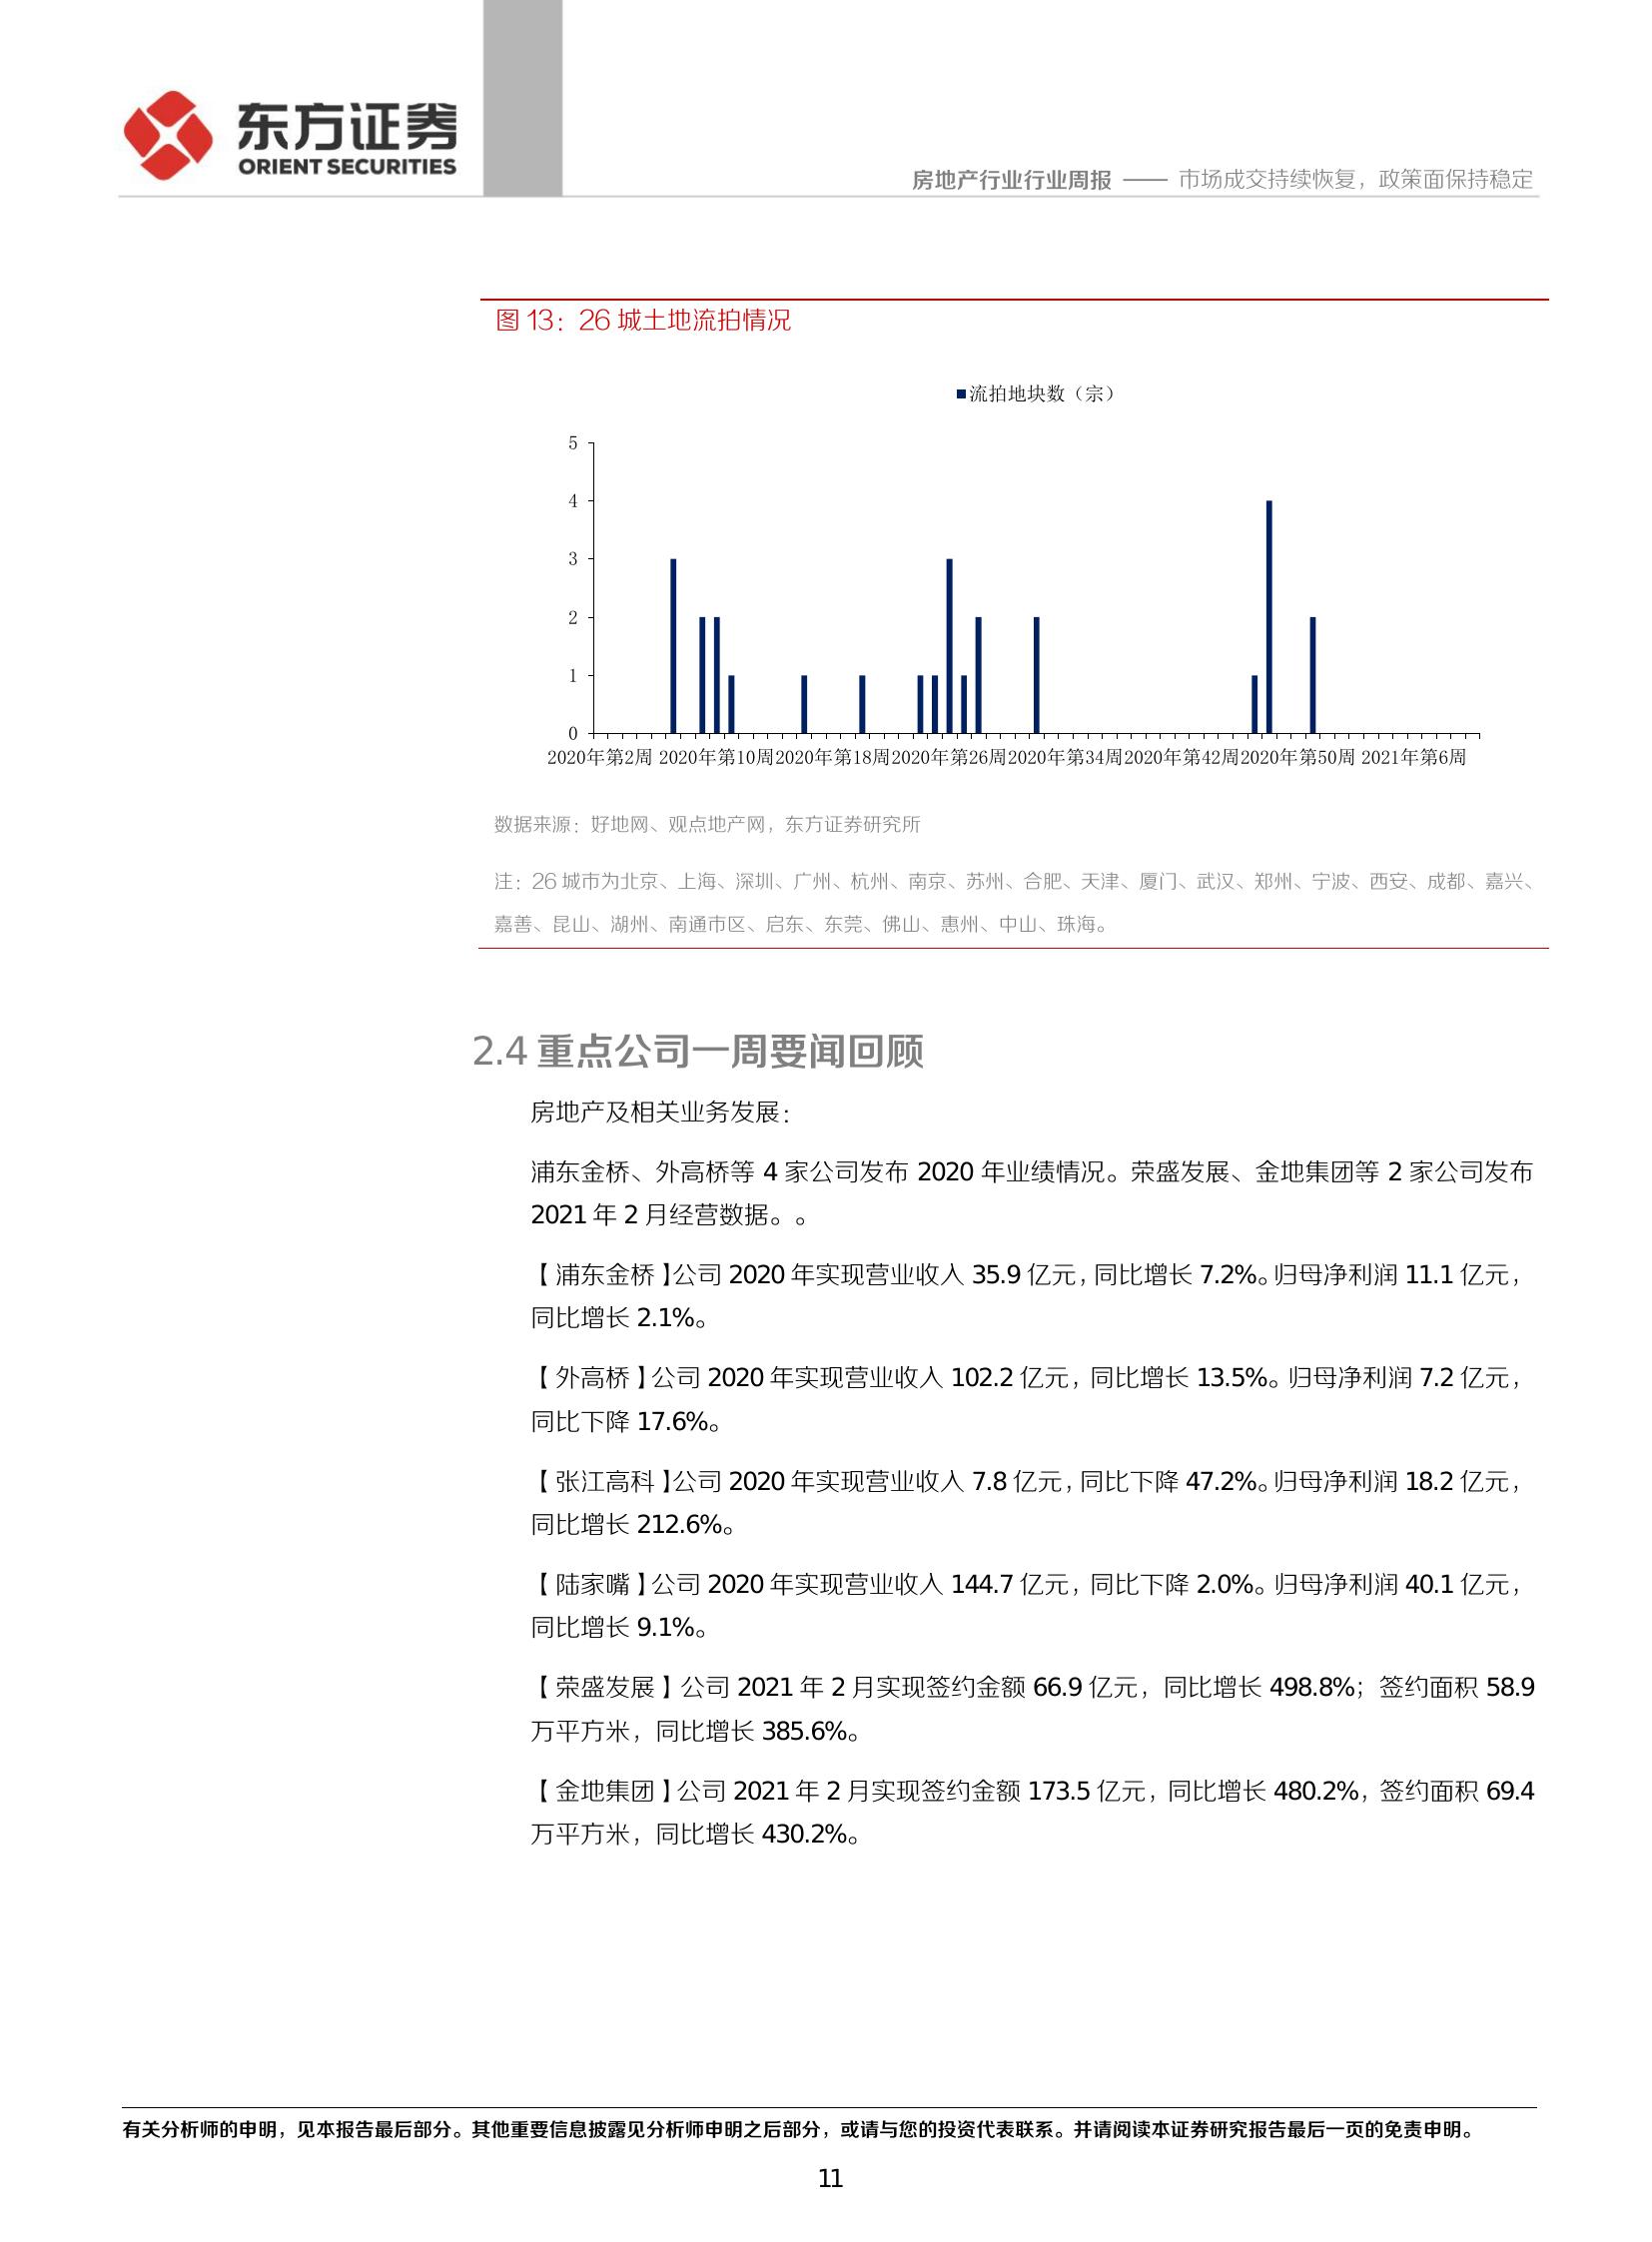 东方证券
ORIENT SECURITIES
房地产行业行业周报 —— 市场成交持续恢复，政策面保持稳定
图 13：26 城土地流拍情况
流拍地块数（宗）
5
4
3
2
1
0
2020年第2周 2020年第10周2020年第18周2020年第26周2020年第34周2020年第42周2020年第50周 2021年第6周
数据来源：好地网、观点地产网，东方证券研究所
注：26 城市为北京、上海、深圳、广州、杭州、南京、苏州、合肥、天津、厦门、武汉、郑州、宁波、西安、成都、嘉兴、
嘉善、昆山、湖州、南通市区、启东、东莞、佛山、惠州、中山、珠海。
2.4 重点公司一周要闻回顾
房地产及相关业务发展：
浦东金桥、外高桥等 4 家公司发布 2020 年业绩情况。荣盛发展、金地集团等 2 家公司发布
2021 年 2 月经营数据。。
【浦东金桥】公司 2020 年实现营业收入 35.9 亿元，同比增长 7.2%。归母净利润 11.1 亿元，
同比增长 2.1%。
【外高桥】公司 2020 年实现营业收入 102.2 亿元，同比增长 13.5%。归母净利润 7.2 亿元，
同比下降 17.6%。
【张江高科】公司 2020 年实现营业收入 7.8 亿元，同比下降 47.2%。归母净利润 18.2 亿元，
同比增长 212.6%。
【陆家嘴】公司 2020 年实现营业收入 144.7 亿元，同比下降 2.0%。归母净利润 40.1 亿元，
同比增长 9.1%。
【荣盛发展】公司 2021 年 2 月实现签约金额 66.9 亿元，同比增长 498.8%；签约面积 58.9
万平方米，同比增长 385.6%。
【金地集团】公司 2021 年 2 月实现签约金额 173.5 亿元，同比增长 480.2%，签约面积 69.4
万平方米，同比增长 430.2%。
有关分析师的申明，见本报告最后部分。其他重要信息披露见分析师申明之后部分，或请与您的投资代表联系。并请阅读本证券研究报告最后一页的免责申明。
11